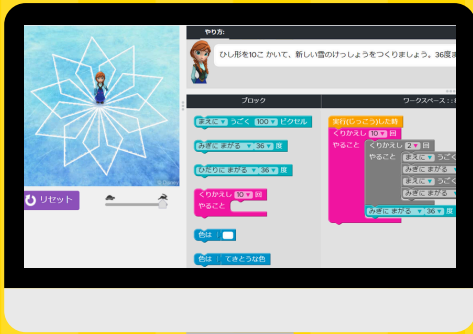 やり方:
ひし形を10こ かいて、新しい雪のけっしょうをつくりましょう。36度ま
ブロック
ワークスペース::
まえに うごく 100 ピクセル
みぎに まがる 36 度
ひだりに まがる 36 度
くりかえし 10 回
やること
色は
色は てきとうな色
実行(じっこう)した時
くりかえし 10 回
やること くりかえし 2 回
やること まえに うごく
みぎに まがる
まえに うごく
みぎに まがる
みぎに まがる 36 度
リセット